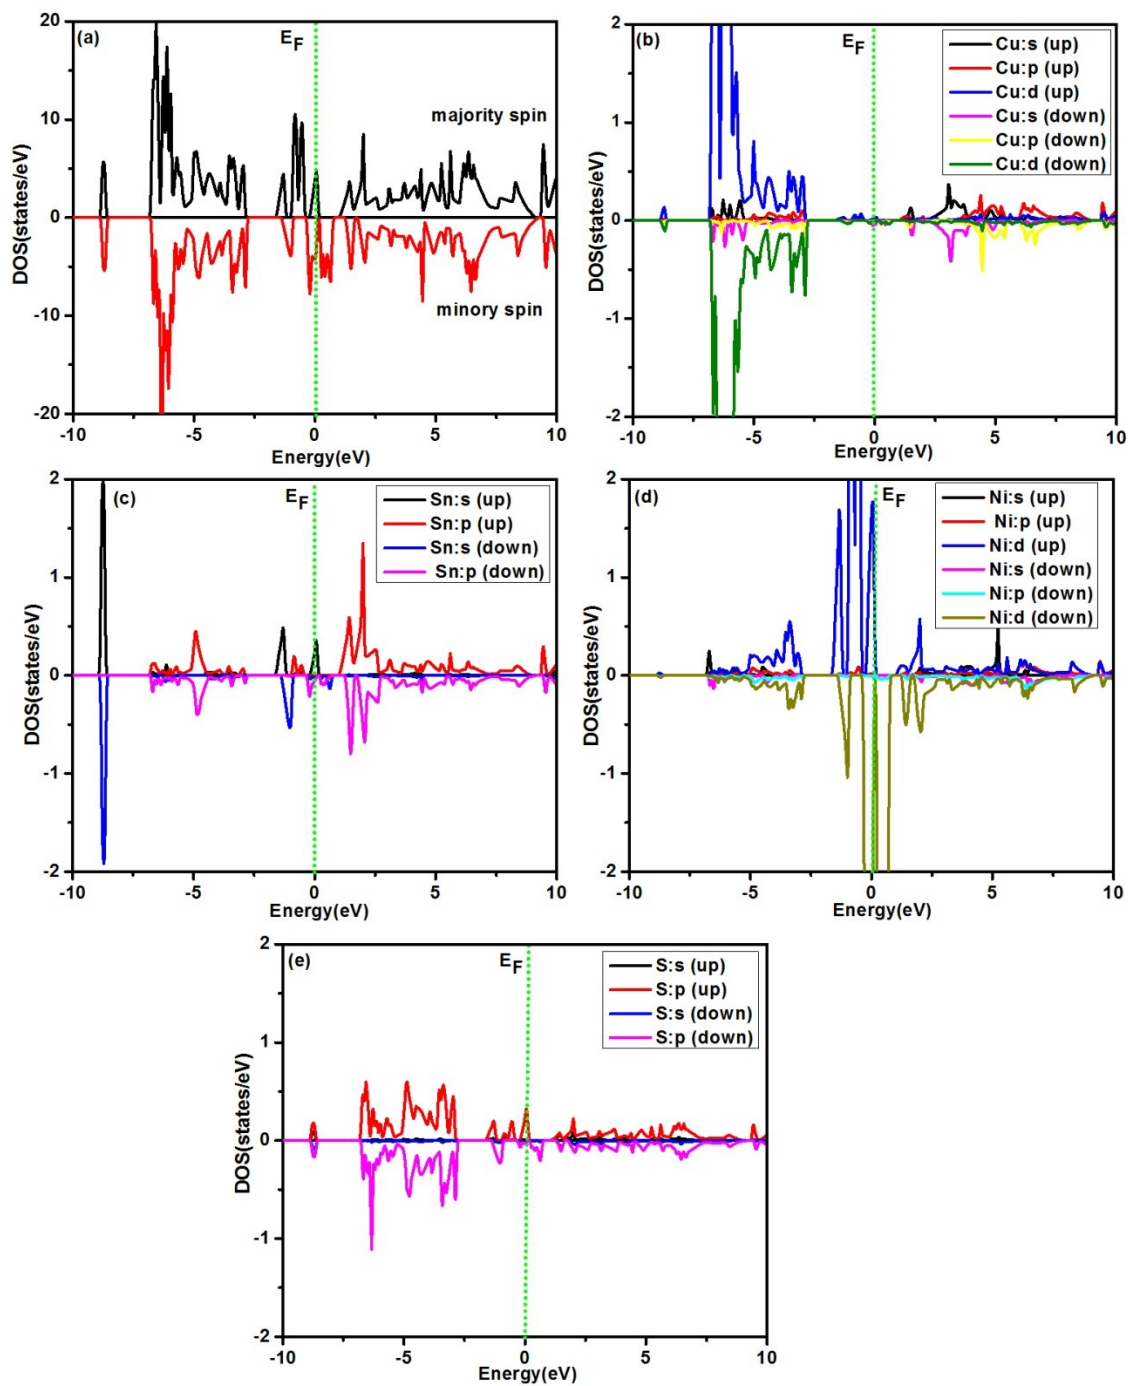 (a)
E_F
majority spin
minory spin
20
10
0
-10
-20
DOS(states/eV)
-10 -5 0 5 10
Energy(eV)
(b)
E_F
Cu:s (up)
Cu:p (up)
Cu:d (up)
Cu:s (down)
Cu:p (down)
Cu:d (down)
2
1
0
-1
-2
DOS(states/eV)
-10 -5 0 5 10
Energy(eV)
(c)
E_F
Sn:s (up)
Sn:p (up)
Sn:s (down)
Sn:p (down)
2
1
0
-1
-2
DOS(states/eV)
-10 -5 0 5 10
Energy(eV)
(d)
E_F
Ni:s (up)
Ni:p (up)
Ni:d (up)
Ni:s (down)
Ni:p (down)
Ni:d (down)
2
1
0
-1
-2
DOS(states/eV)
-10 -5 0 5 10
Energy(eV)
(e)
E_F
S:s (up)
S:p (up)
S:s (down)
S:p (down)
2
1
0
-1
-2
DOS(states/eV)
-10 -5 0 5 10
Energy(eV)